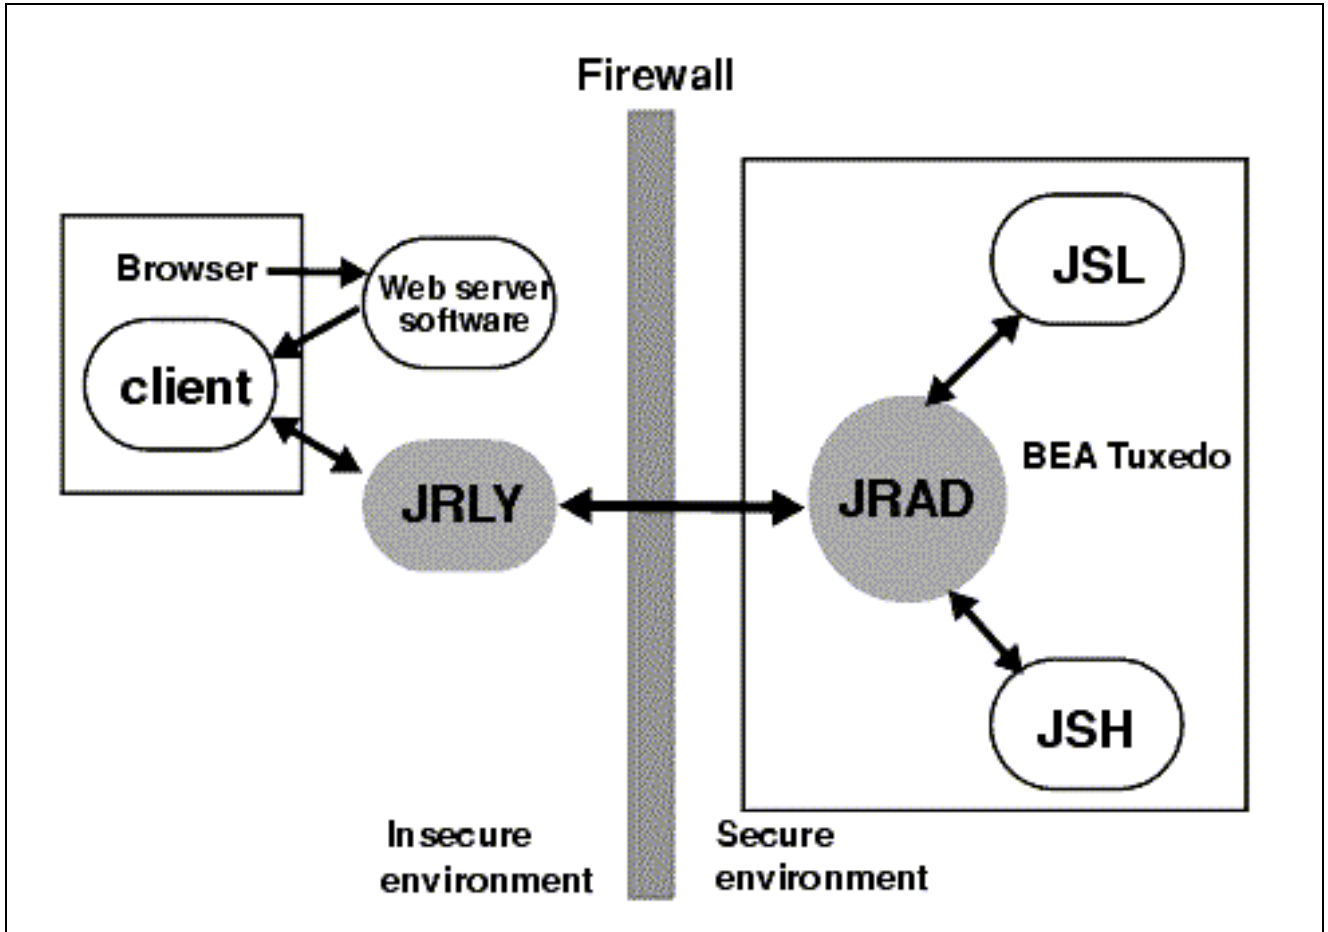 Firewall
Browser
Web server
software
client
JRLY
JSL
BEA Tuxedo
JRAD
JSH
Insecure
environment
Secure
environment